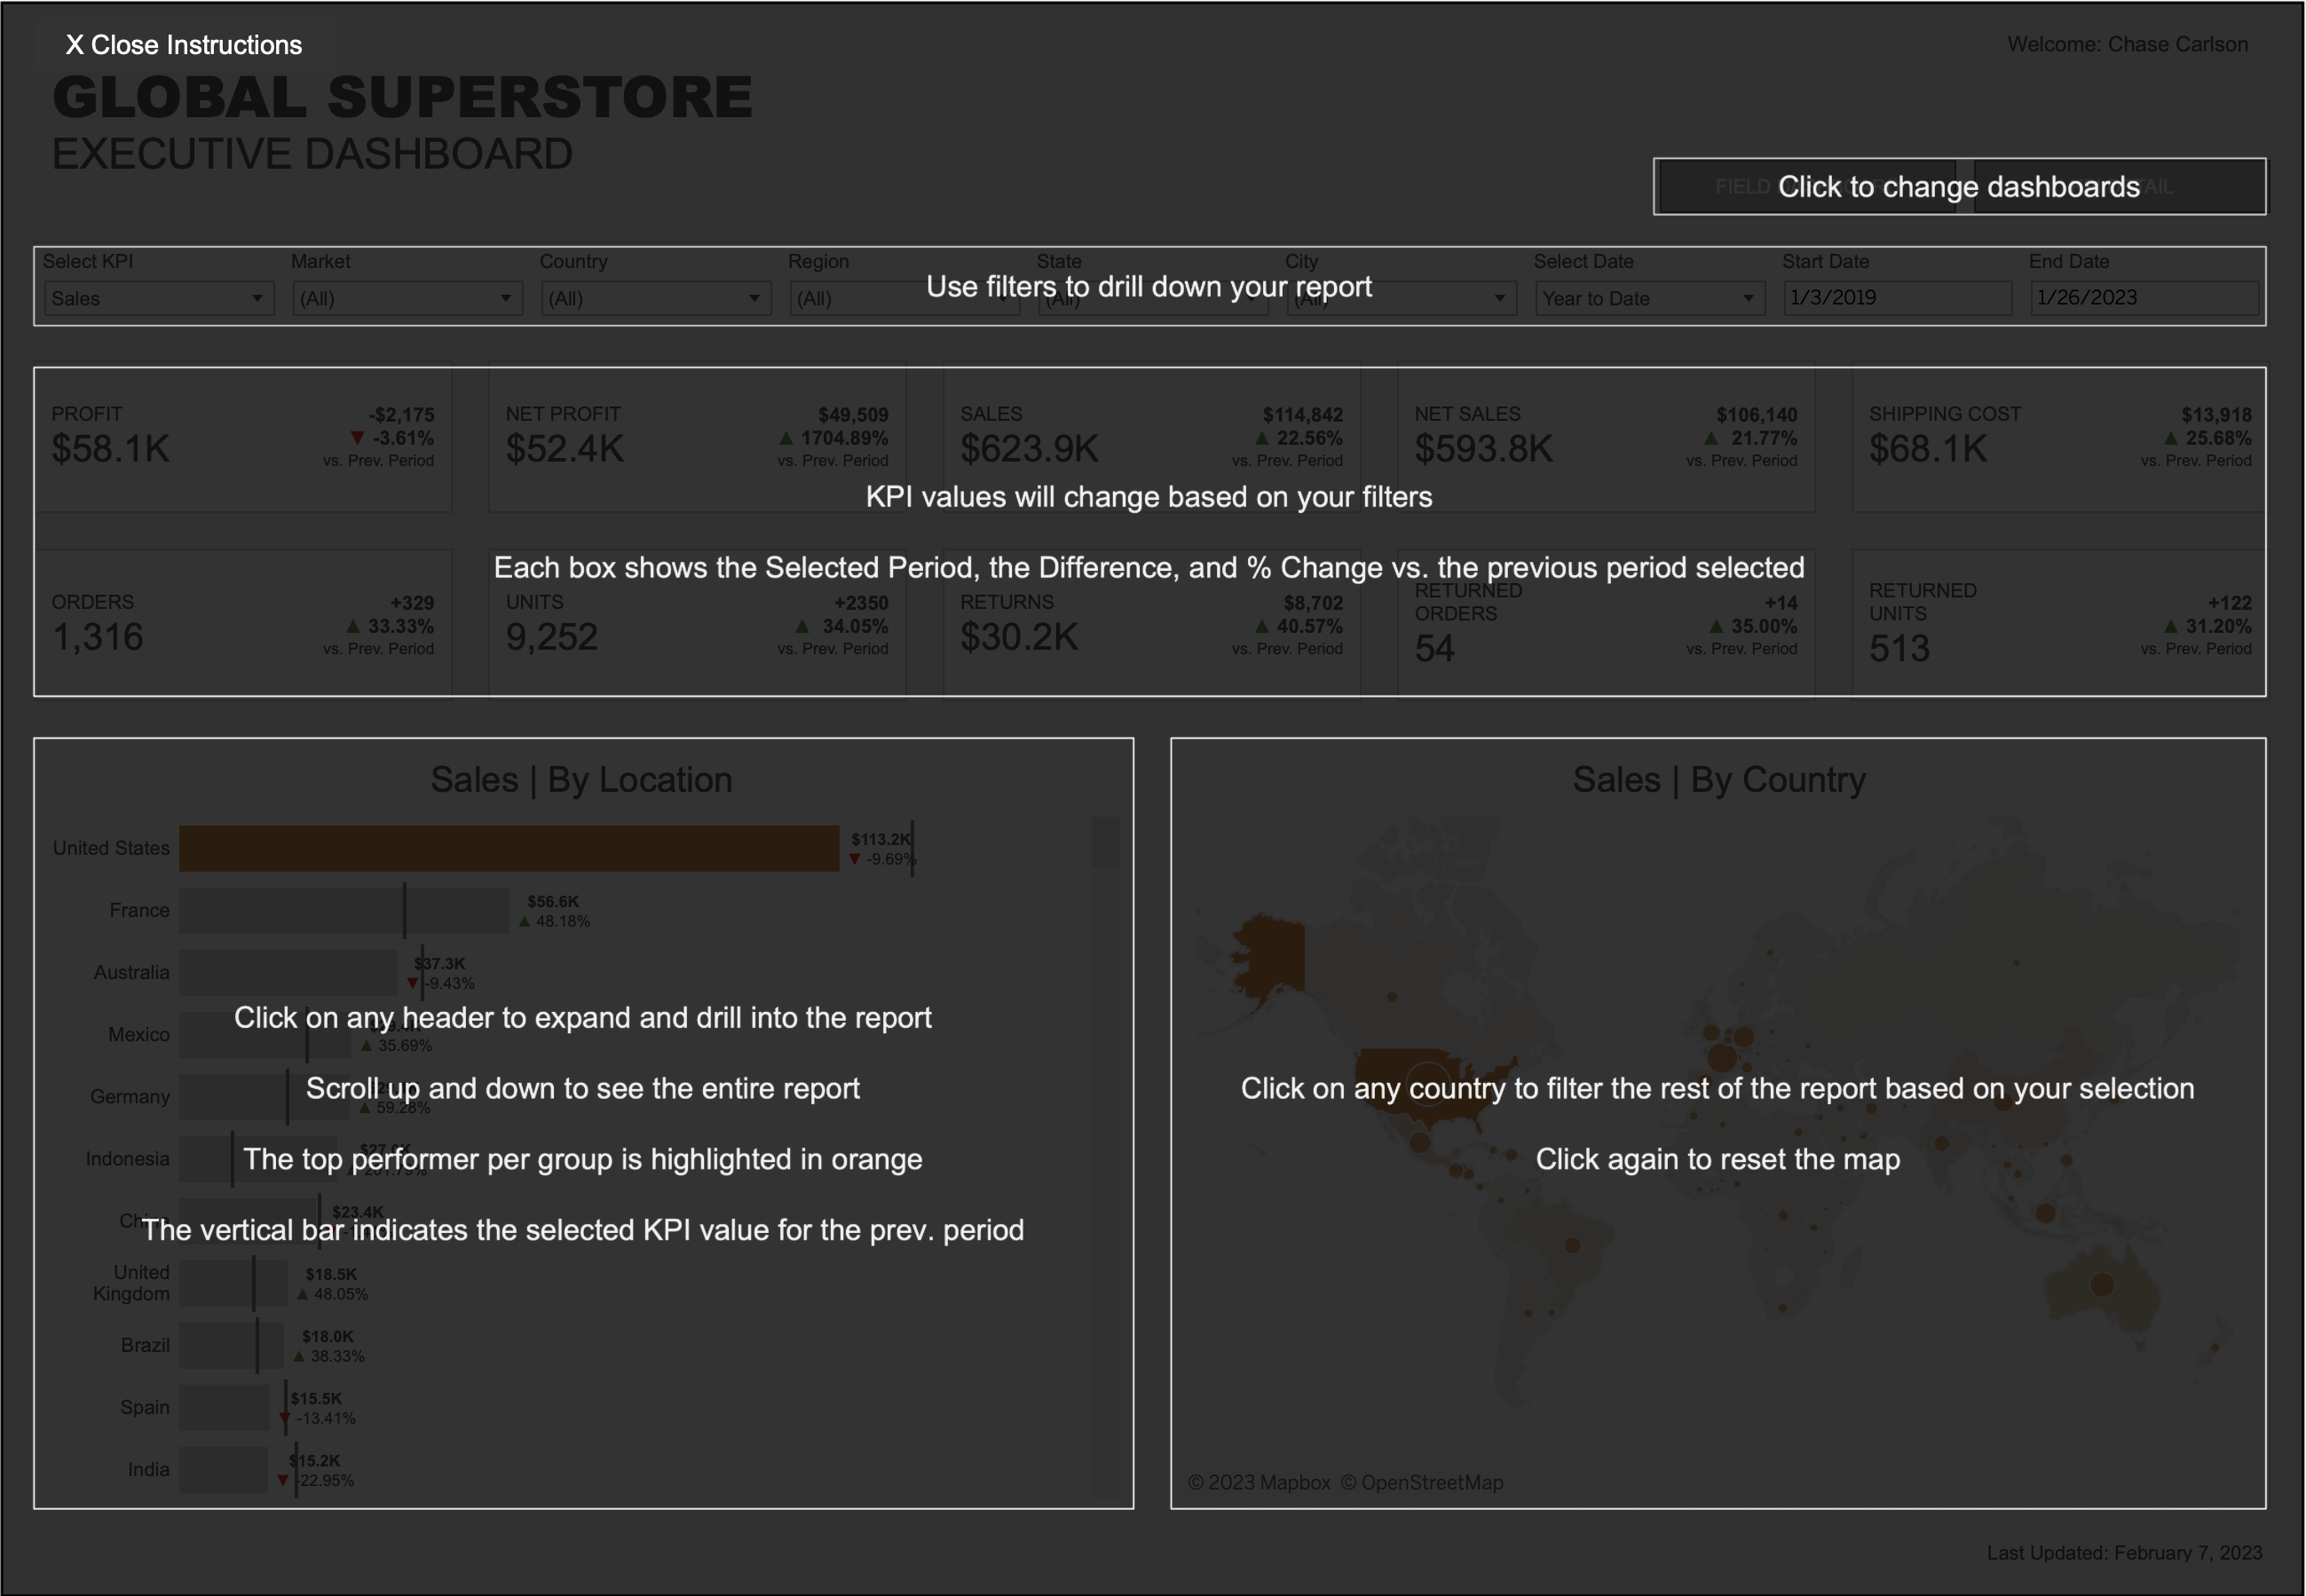 X Close Instructions
Welcome: Chase Carlson
GLOBAL SUPERSTORE
EXECUTIVE DASHBOARD
FIELD
Click to change dashboards
Select KPI Market Country Region State City Select Date Start Date End Date
Sales (All) (All) (All) (All) (All) Year to Date 1/3/2019 1/26/2023
Use filters to drill down your report
PROFIT
$58.1K
-$2,175
▼ -3.61%
vs. Prev. Period
NET PROFIT
$52.4K
$49,509
▲ 1704.89%
vs. Prev. Period
SALES
$623.9K
$114,842
▲ 22.56%
vs. Prev. Period
NET SALES
$593.8K
$106,140
▲ 21.77%
vs. Prev. Period
SHIPPING COST
$68.1K
$13,918
▲ 25.68%
vs. Prev. Period
KPI values will change based on your filters
Each box shows the Selected Period, the Difference, and % Change vs. the previous period selected
ORDERS
1,316
+329
▲ 33.33%
vs. Prev. Period
UNITS
9,252
+2350
▲ 34.05%
vs. Prev. Period
RETURNS
$30.2K
$8,702
▲ 40.57%
vs. Prev. Period
RETURNED
ORDERS
54
+14
▲ 35.00%
vs. Prev. Period
RETURNED
UNITS
513
+122
▲ 31.20%
vs. Prev. Period
Sales | By Location
United States
$113.2K
▼ -9.69%
France
$56.6K
▲ 48.18%
Australia
$37.3K
▼ -9.43%
Click on any header to expand and drill into the report
Mexico
▲ 35.69%
Scroll up and down to see the entire report
Germany
▲ 59.28%
Indonesia
The top performer per group is highlighted in orange
China
$23.4K
The vertical bar indicates the selected KPI value for the prev. period
United
Kingdom
$18.5K
▲ 48.05%
Brazil
$18.0K
▲ 38.33%
Spain
$15.5K
▼ -13.41%
India
$15.2K
▼ -22.95%
Sales | By Country
Click on any country to filter the rest of the report based on your selection
Click again to reset the map
© 2023 Mapbox © OpenStreetMap
Last Updated: February 7, 2023